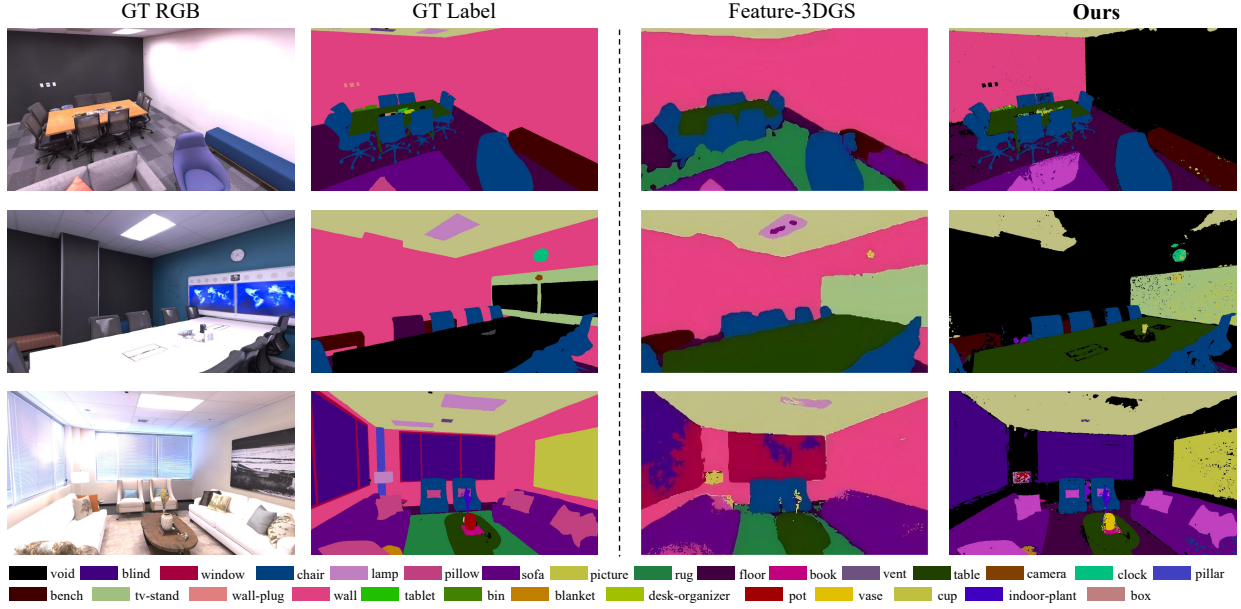 GT RGB GT Label Feature-3DGS Ours
void blind window chair lamp pillow sofa picture rug floor book vent table camera clock pillar
bench tv-stand wall-plug wall tablet bin blanket desk-organizer pot vase cup indoor-plant box